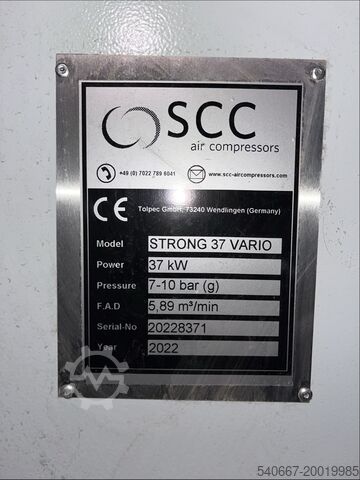 SCC
air compressors
+49 (0) 7022 789 6041 www.scc-aircompressors.com
CE Tolpec GmbH, 73240 Wendlingen (Germany)
Model STRONG 37 VARIO
Power 37 kW
Pressure 7-10 bar (g)
F.A.D 5,89 m³/min
Serial-No 20228371
Year 2022
540667-20019985